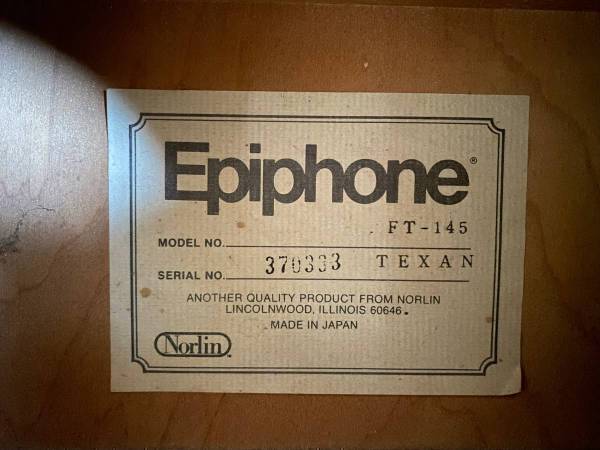 Epiphone®
FT-145
MODEL NO.
SERIAL NO. 370333 TEXAN
ANOTHER QUALITY PRODUCT FROM NORLIN
LINCOLNWOOD, ILLINOIS 60646.
MADE IN JAPAN
Norlin